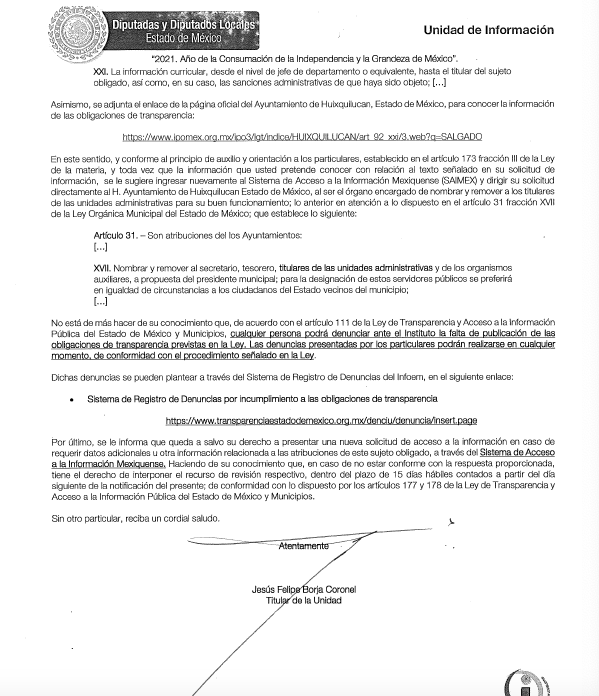 Diputadas y Diputados Locales
Estado de México
Unidad de Información
"2021. Año de la Consumación de la Independencia y la Grandeza de México".
XXI. La información curricular, desde el nivel de jefe de departamento o equivalente, hasta el titular del sujeto
obligado, así como, en su caso, las sanciones administrativas de que haya sido objeto; [...]
Asimismo, se adjunta el enlace de la página oficial del Ayuntamiento de Huixquilucan, Estado de México, para conocer la información
de las obligaciones de transparencia:
https://www.ipomex.org.mx/ipo3/lgt/indice/HUIXQUILUCAN/art_92_xxi/3.web?q=SALGADO
En este sentido, y conforme al principio de auxilio y orientación a los particulares, establecido en el artículo 173 fracción III de la Ley
de la materia, y toda vez que la información que usted pretende conocer con relación al texto señalado en su solicitud de
información, se le sugiere ingresar nuevamente al Sistema de Acceso a la Información Mexiquense (SAIMEX) y dirigir su solicitud
directamente al H. Ayuntamiento de Huixquilucan Estado de México, al ser el órgano encargado de nombrar y remover a los titulares
de las unidades administrativas para su buen funcionamiento; lo anterior en atención a lo dispuesto en el artículo 31 fracción XVII
de la Ley Orgánica Municipal del Estado de México; que establece lo siguiente:
Artículo 31. – Son atribuciones del los Ayuntamientos:
[...]
XVII. Nombrar y remover al secretario, tesorero, titulares de las unidades administrativas y de los organismos
auxiliares, a propuesta del presidente municipal; para la designación de estos servidores públicos se preferirá
en igualdad de circunstancias a los ciudadanos del Estado vecinos del municipio;
[...]
No está de más hacer de su conocimiento que, de acuerdo con el artículo 111 de la Ley de Transparencia y Acceso a la Información
Pública del Estado de México y Municipios, cualquier persona podrá denunciar ante el Instituto la falta de publicación de las
obligaciones de transparencia previstas en la Ley. Las denuncias presentadas por los particulares podrán realizarse en cualquier
momento, de conformidad con el procedimiento señalado en la Ley.
Dichas denuncias se pueden plantear a través del Sistema de Registro de Denuncias del Infoem, en el siguiente enlace:
• Sistema de Registro de Denuncias por incumplimiento a las obligaciones de transparencia
https://www.transparenciaestadodemexico.org.mx/denciu/denuncia/insert.page
Por último, se le informa que queda a salvo su derecho a presentar una nueva solicitud de acceso a la información en caso de
requerir datos adicionales u otra información relacionada a las atribuciones de este sujeto obligado, a través del Sistema de Acceso
a la Información Mexiquense. Haciendo de su conocimiento que, en caso de no estar conforme con la respuesta proporcionada,
tiene el derecho de interponer el recurso de revisión respectivo, dentro del plazo de 15 días hábiles contados a partir del día
siguiente de la notificación del presente; de conformidad con lo dispuesto por los artículos 177 y 178 de la Ley de Transparencia y
Acceso a la Información Pública del Estado de México y Municipios.
Sin otro particular, reciba un cordial saludo.
Atentamente
Jesús Felipe Borja Coronel
Titular de la Unidad